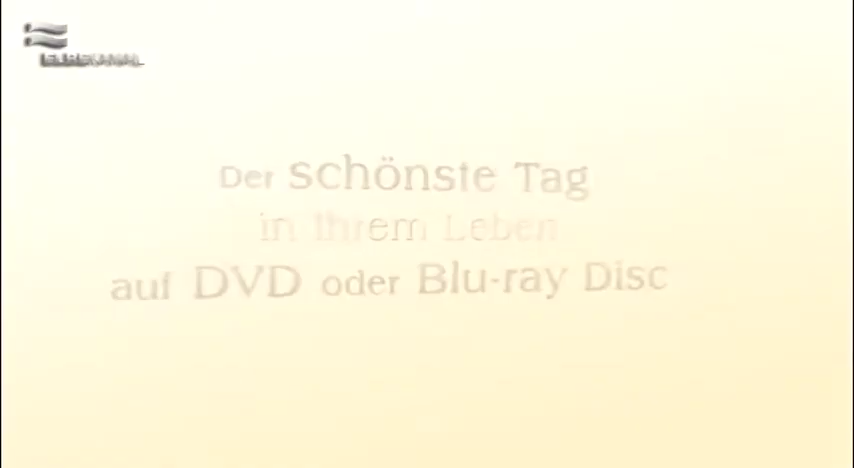 Der schönste Tag
in Ihrem Leben
auf DVD oder Blu-ray Disc